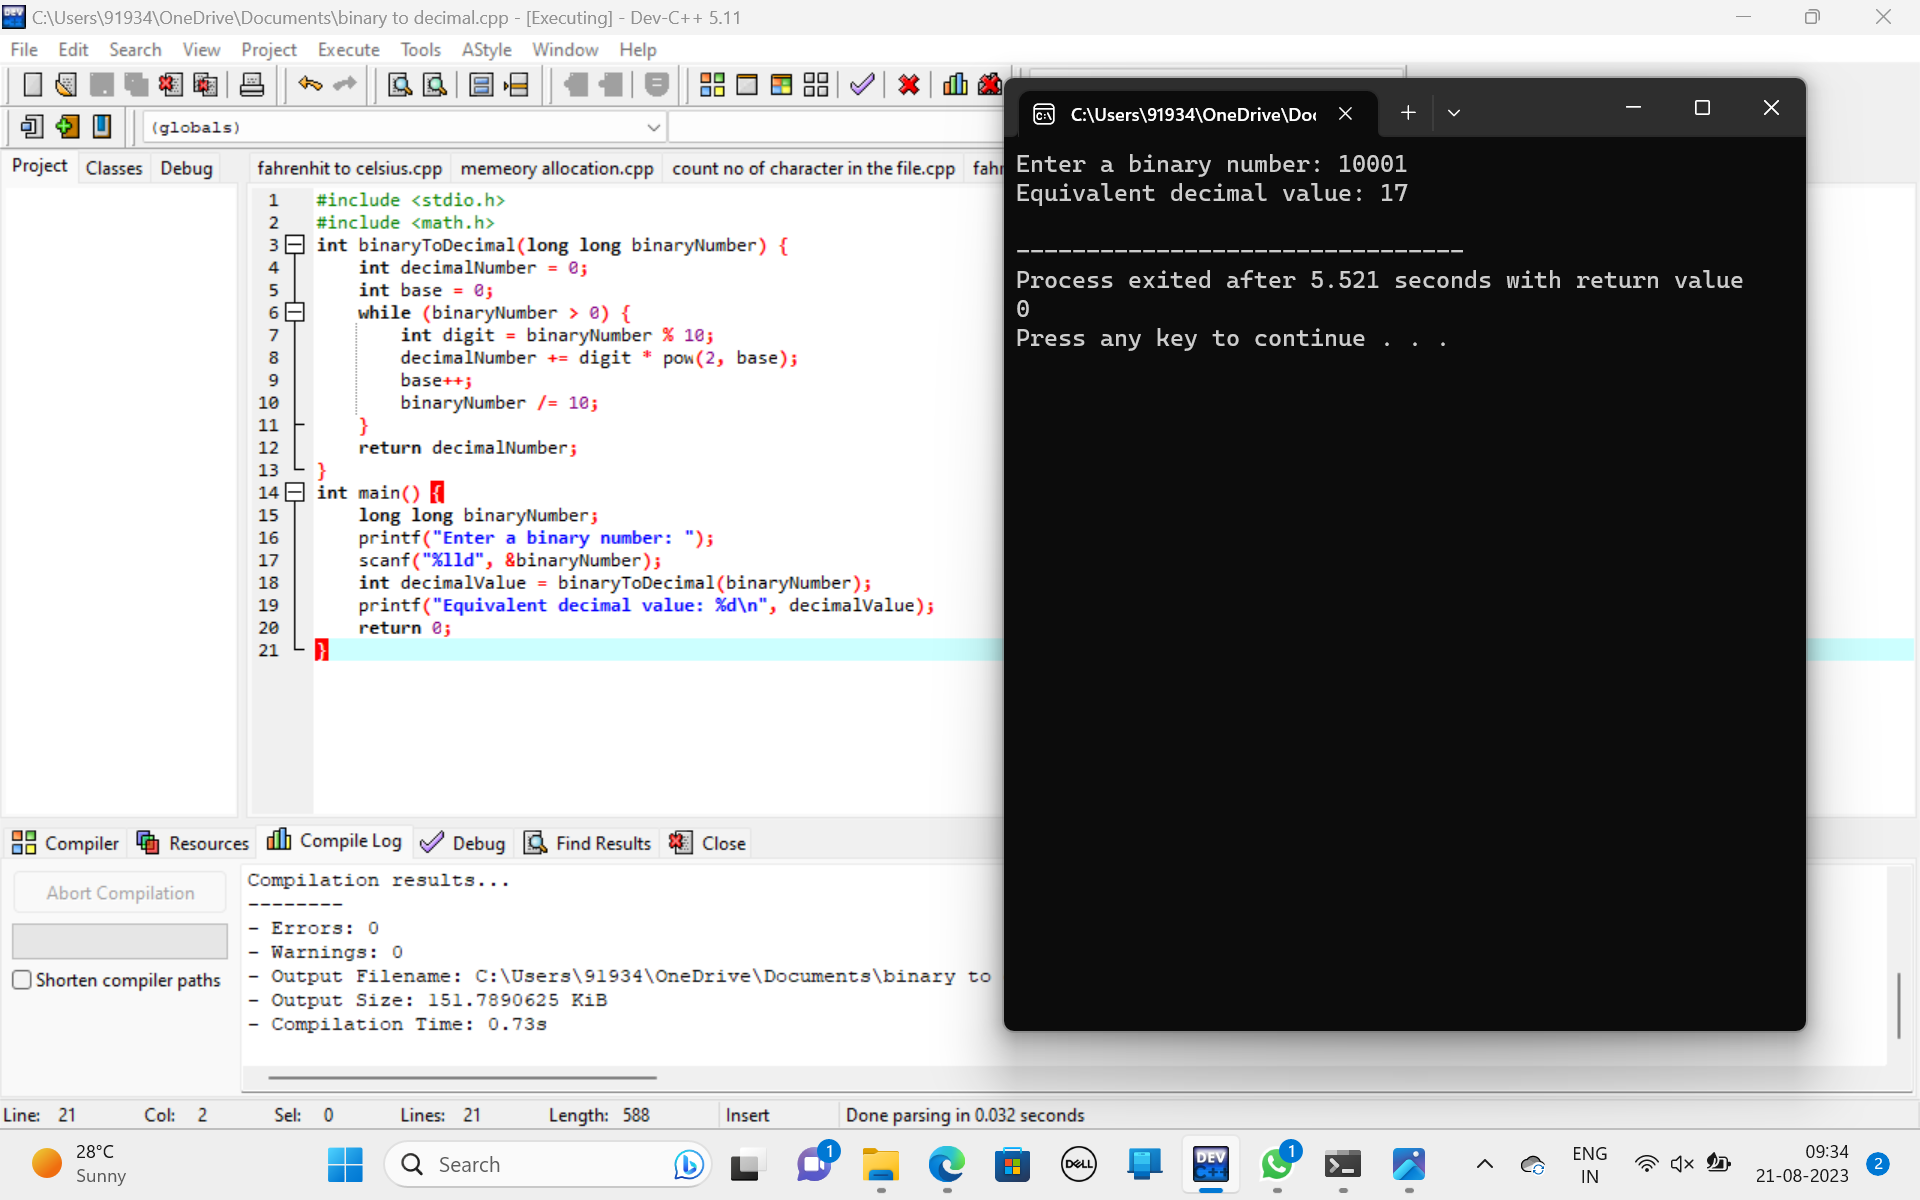 C:\Users\91934\OneDrive\Documents\binary to decimal.cpp - [Executing] - Dev-C++ 5.11
File Edit Search View Project Execute Tools AStyle Window Help
(globals)
Project Classes Debug
fahrenhit to celsius.cpp memeory allocation.cpp count no of character in the file.cpp
1 #include <stdio.h>
2 #include <math.h>
3 int binaryToDecimal(long long binaryNumber) {
4 int decimalNumber = 0;
5 int base = 0;
6 while (binaryNumber > 0) {
7 int digit = binaryNumber % 10;
8 decimalNumber += digit * pow(2, base);
9 base++;
10 binaryNumber /= 10;
11 }
12 return decimalNumber;
13 }
14 int main() {
15 long long binaryNumber;
16 printf("Enter a binary number: ");
17 scanf("%lld", &binaryNumber);
18 int decimalValue = binaryToDecimal(binaryNumber);
19 printf("Equivalent decimal value: %d\n", decimalValue);
20 return 0;
21 }
C:\Users\91934\OneDrive\Doc
Enter a binary number: 10001
Equivalent decimal value: 17
--------------------------------
Process exited after 5.521 seconds with return value
0
Press any key to continue . . .
Compiler Resources Compile Log Debug Find Results Close
Abort Compilation
Shorten compiler paths
Compilation results...
--------
- Errors: 0
- Warnings: 0
- Output Filename: C:\Users\91934\OneDrive\Documents\binary to
- Output Size: 151.7890625 KiB
- Compilation Time: 0.73s
Line: 21 Col: 2 Sel: 0 Lines: 21 Length: 588 Insert Done parsing in 0.032 seconds
28°C
Sunny
Search
1
DELL
DEV
C++
1
ENG
IN
09:34
21-08-2023
2